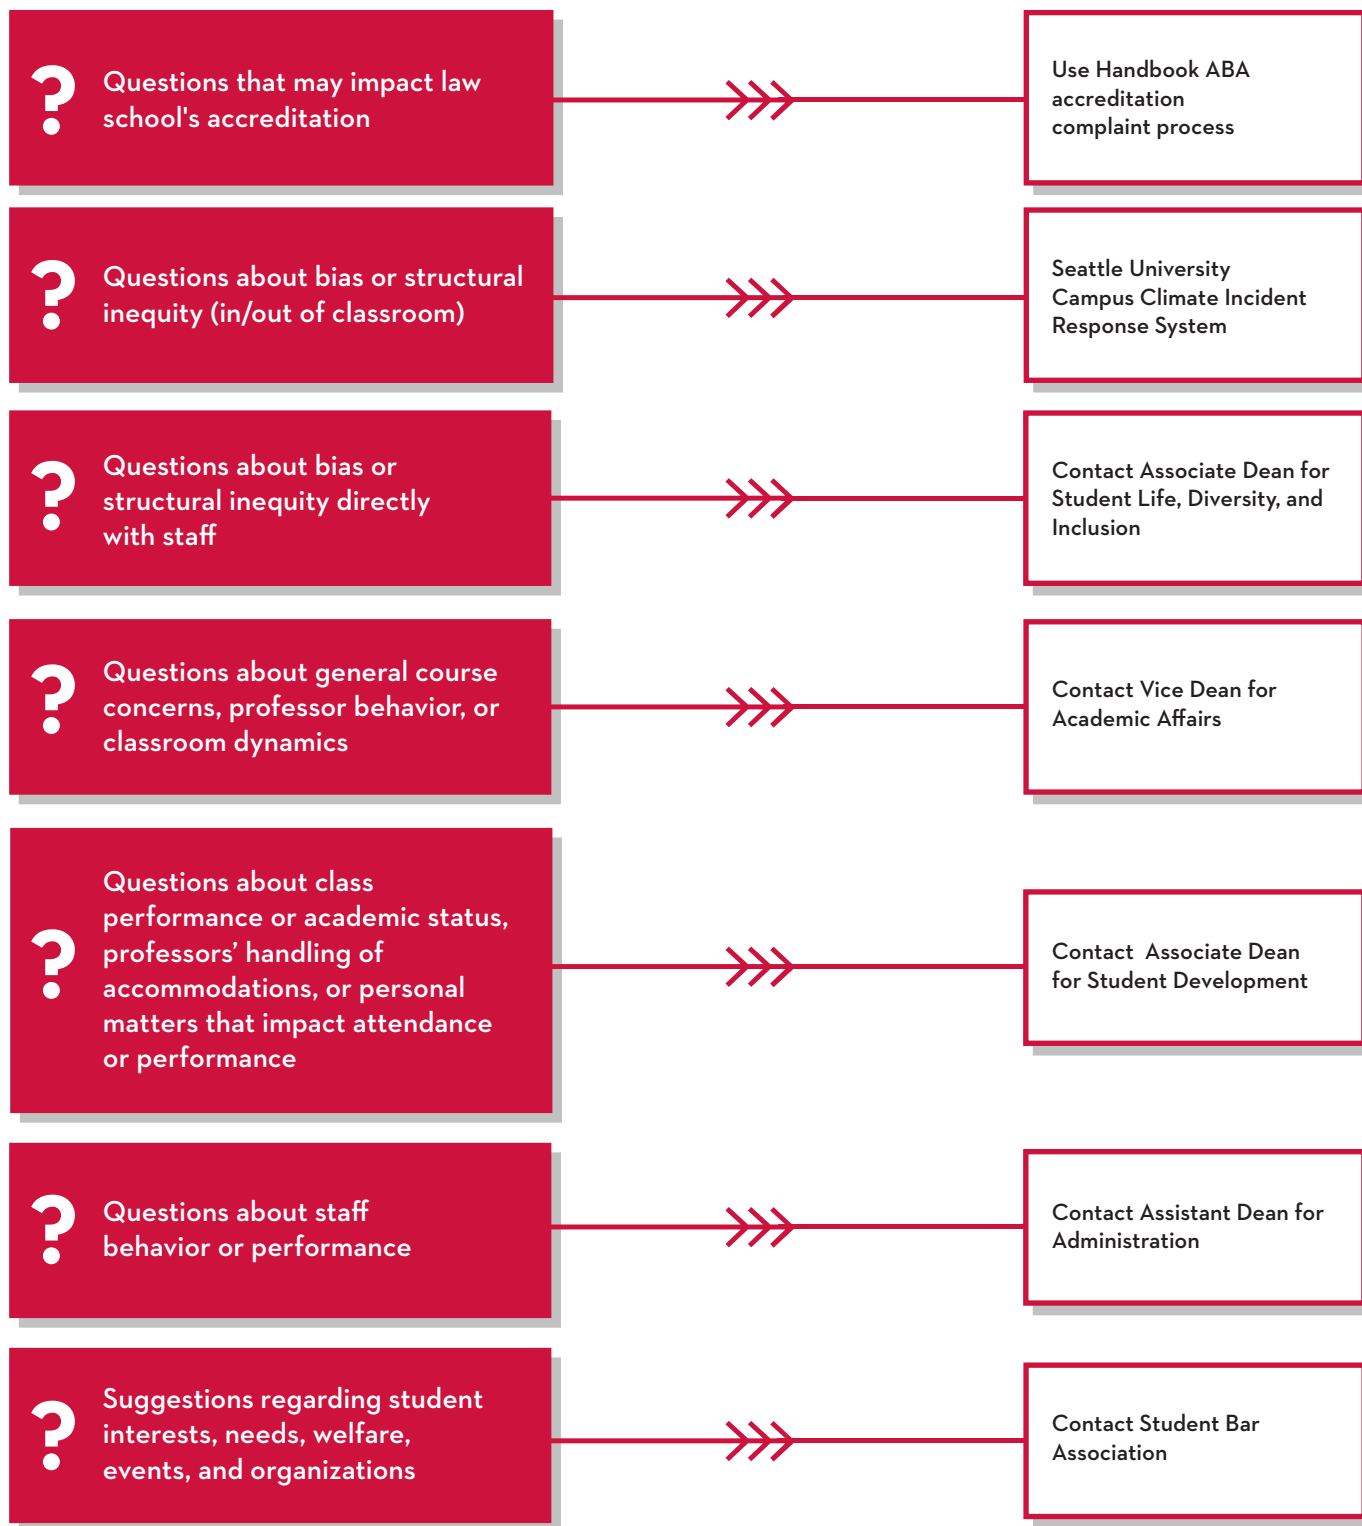 ?
Questions that may impact law
school's accreditation
Use Handbook ABA
accreditation
complaint process
?
Questions about bias or structural
inequity (in/out of classroom)
Seattle University
Campus Climate Incident
Response System
?
Questions about bias or
structural inequity directly
with staff
Contact Associate Dean for
Student Life, Diversity, and
Inclusion
?
Questions about general course
concerns, professor behavior, or
classroom dynamics
Contact Vice Dean for
Academic Affairs
?
Questions about class
performance or academic status,
professors’ handling of
accommodations, or personal
matters that impact attendance
or performance
Contact  Associate Dean
for Student Development
?
Questions about staff
behavior or performance
Contact Assistant Dean for
Administration
?
Suggestions regarding student
interests, needs, welfare,
events, and organizations
Contact Student Bar
Association